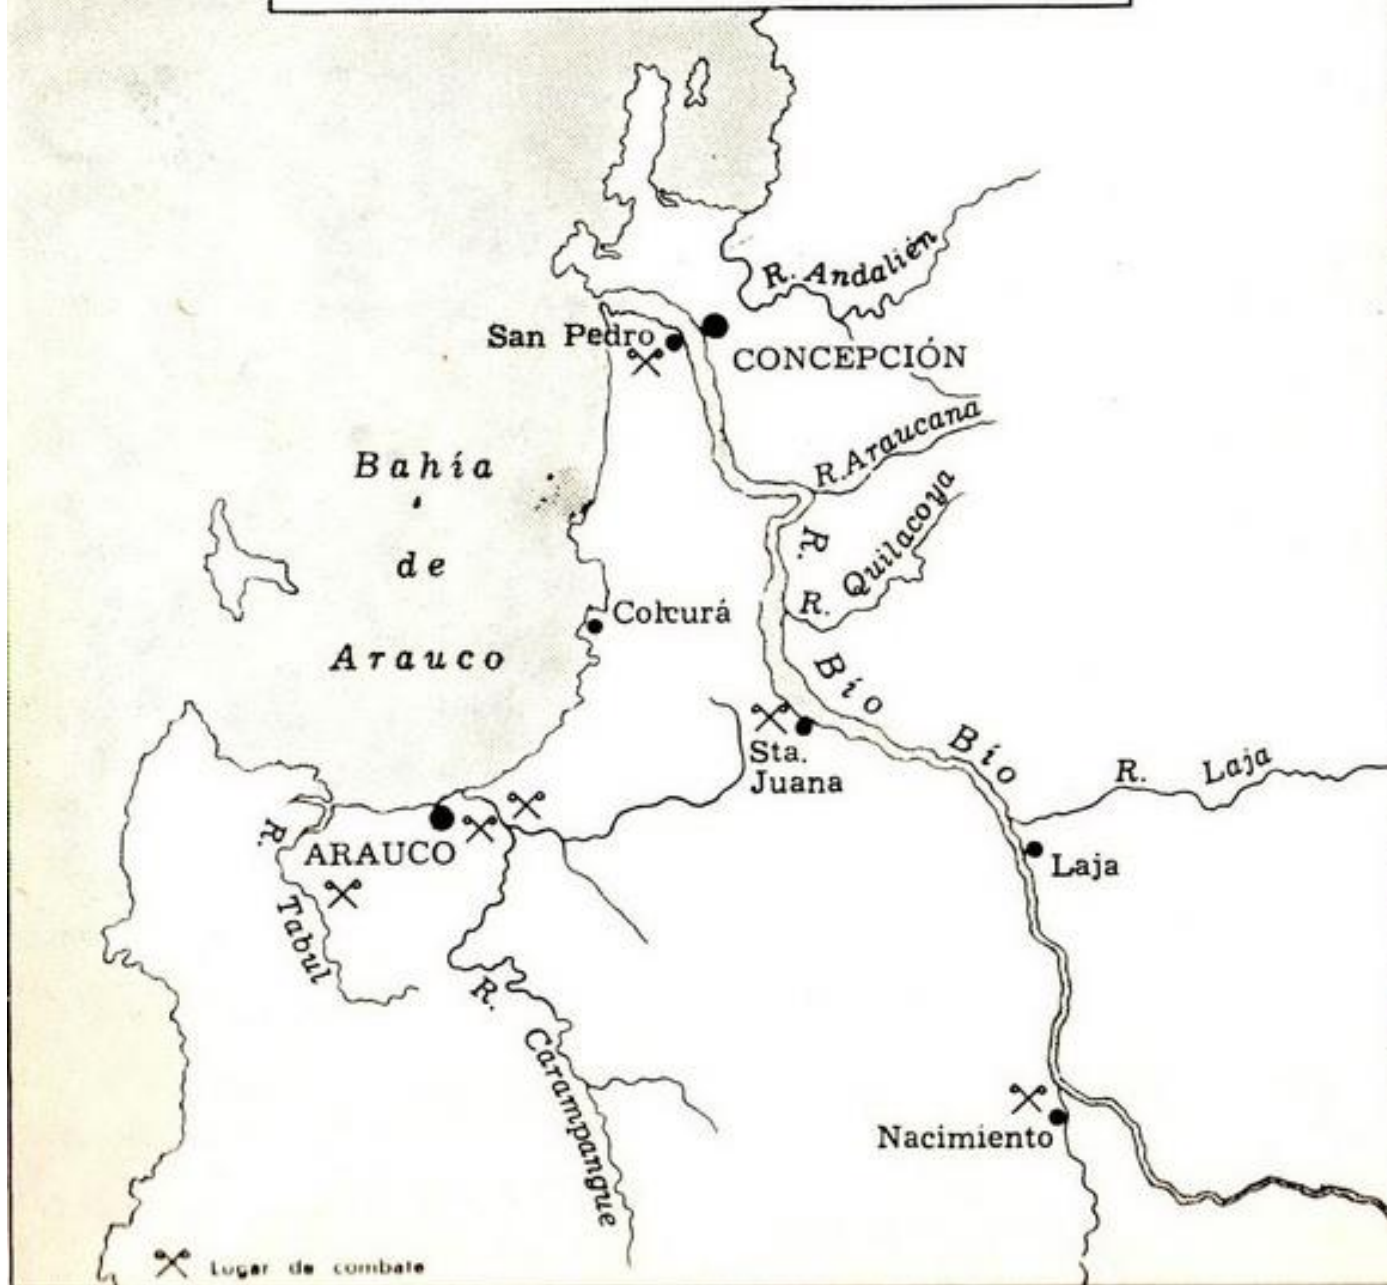 R. Andalién
San Pedro
CONCEPCIÓN
R. Araucana
Bahía
de
Arauco
R. Quilacoya
Colcurá
R. Bío Bío
Sta.
Juana
R. Laja
Laja
ARAUCO
R. Tabul
R. Carampangue
Nacimiento
Lugar de combate